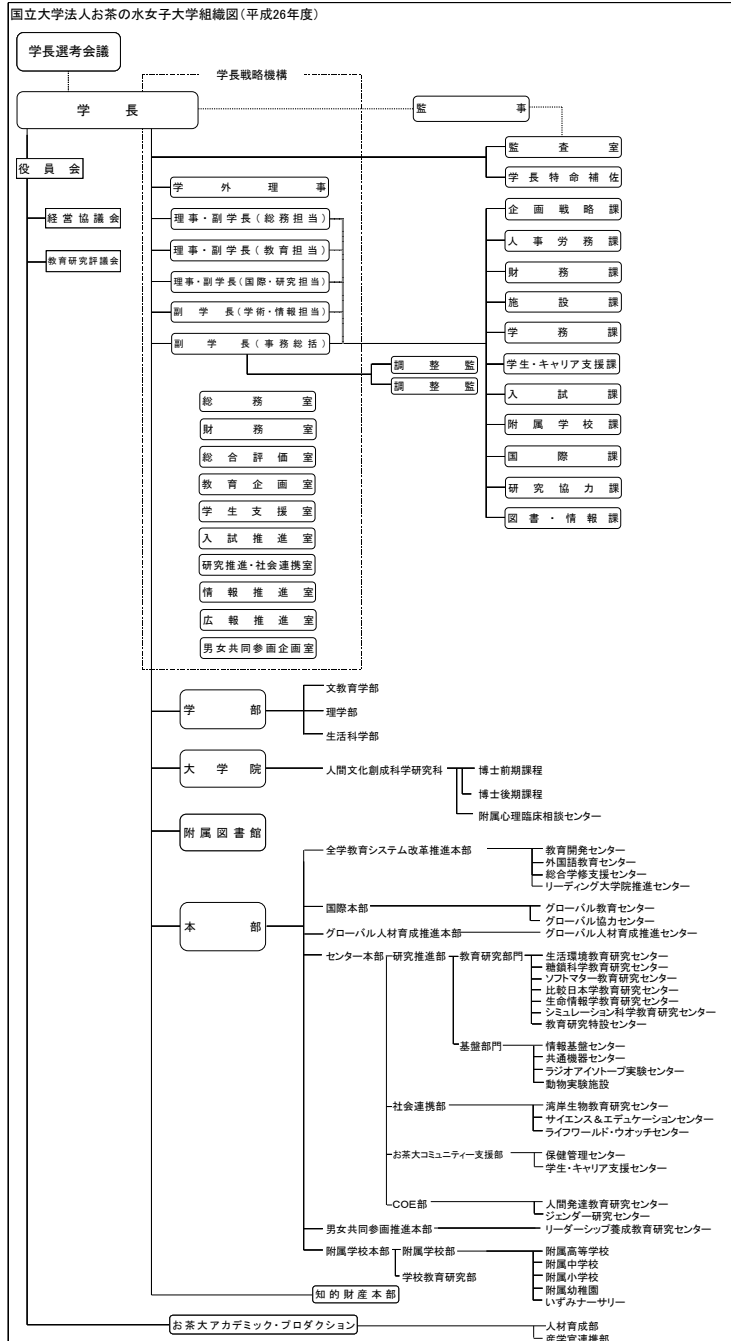 国立大学法人お茶の水女子大学組織図(平成26年度)
学長選考会議
学長戦略機構
学長
監事
監査室
役員会
学長特命補佐
学外理事
経営協議会
理事・副学長(総務担当)
企画戦略課
教育研究評議会
理事・副学長(教育担当)
人事労務課
理事・副学長(国際・研究担当)
財務課
副学長(学術・情報担当)
施設課
副学長(事務総括)
学務課
調整監
調整監
学生・キャリア支援課
入試課
附属学校課
国際課
研究協力課
図書・情報課
総務室
財務室
総合評価室
教育企画室
学生支援室
入試推進室
研究推進・社会連携室
情報推進室
広報推進室
男女共同参画企画室
学部
文教育学部
理学部
生活科学部
大学院
人間文化創成科学研究科
博士前期課程
博士後期課程
附属心理臨床相談センター
附属図書館
本部
全学教育システム改革推進本部
教育開発センター
外国語教育センター
総合学修支援センター
リーディング大学院推進センター
国際本部
グローバル教育センター
グローバル協力センター
グローバル人材育成推進本部
グローバル人材育成推進センター
センター本部
研究推進部
教育研究部門
生活環境教育研究センター
糖鎖科学教育研究センター
ソフトマター教育研究センター
比較日本学教育研究センター
生命情報学教育研究センター
シミュレーション科学教育研究センター
教育研究特設センター
基盤部門
情報基盤センター
共通機器センター
ラジオアイソトープ実験センター
動物実験施設
社会連携部
湾岸生物教育研究センター
サイエンス&エデュケーションセンター
ライフワールド・ウオッチセンター
お茶大コミュニティー支援部
保健管理センター
学生・キャリア支援センター
COE部
人間発達教育研究センター
ジェンダー研究センター
男女共同参画推進本部
リーダーシップ養成教育研究センター
附属学校本部
附属学校部
附属高等学校
附属中学校
附属小学校
附属幼稚園
いずみナーサリー
学校教育研究部
知的財産本部
お茶大アカデミック・プロダクション
人材育成部
産学官連携部